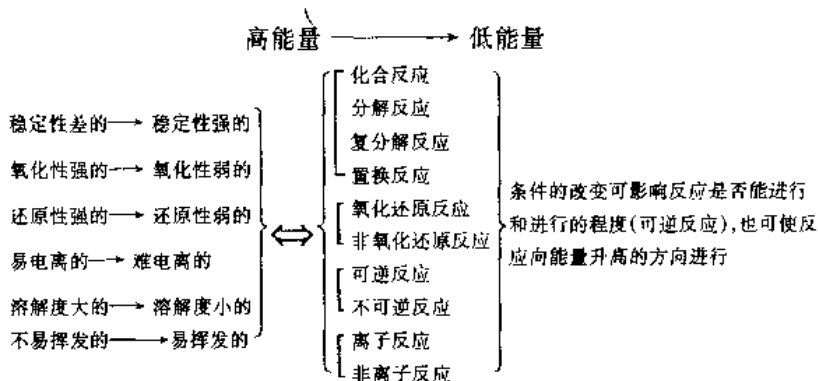 高能量 ⟶ 低能量
稳定性差的→ 稳定性强的
氧化性强的→ 氧化性弱的
还原性强的→ 还原性弱的
易电离的→ 难电离的
溶解度大的→ 溶解度小的
不易挥发的→易挥发的
⇔
化合反应
分解反应
复分解反应
置换反应
氧化还原反应
非氧化还原反应
可逆反应
不可逆反应
离子反应
非离子反应
条件的改变可影响反应是否能进行
和进行的程度(可逆反应),也可使反
应向能量升高的方向进行